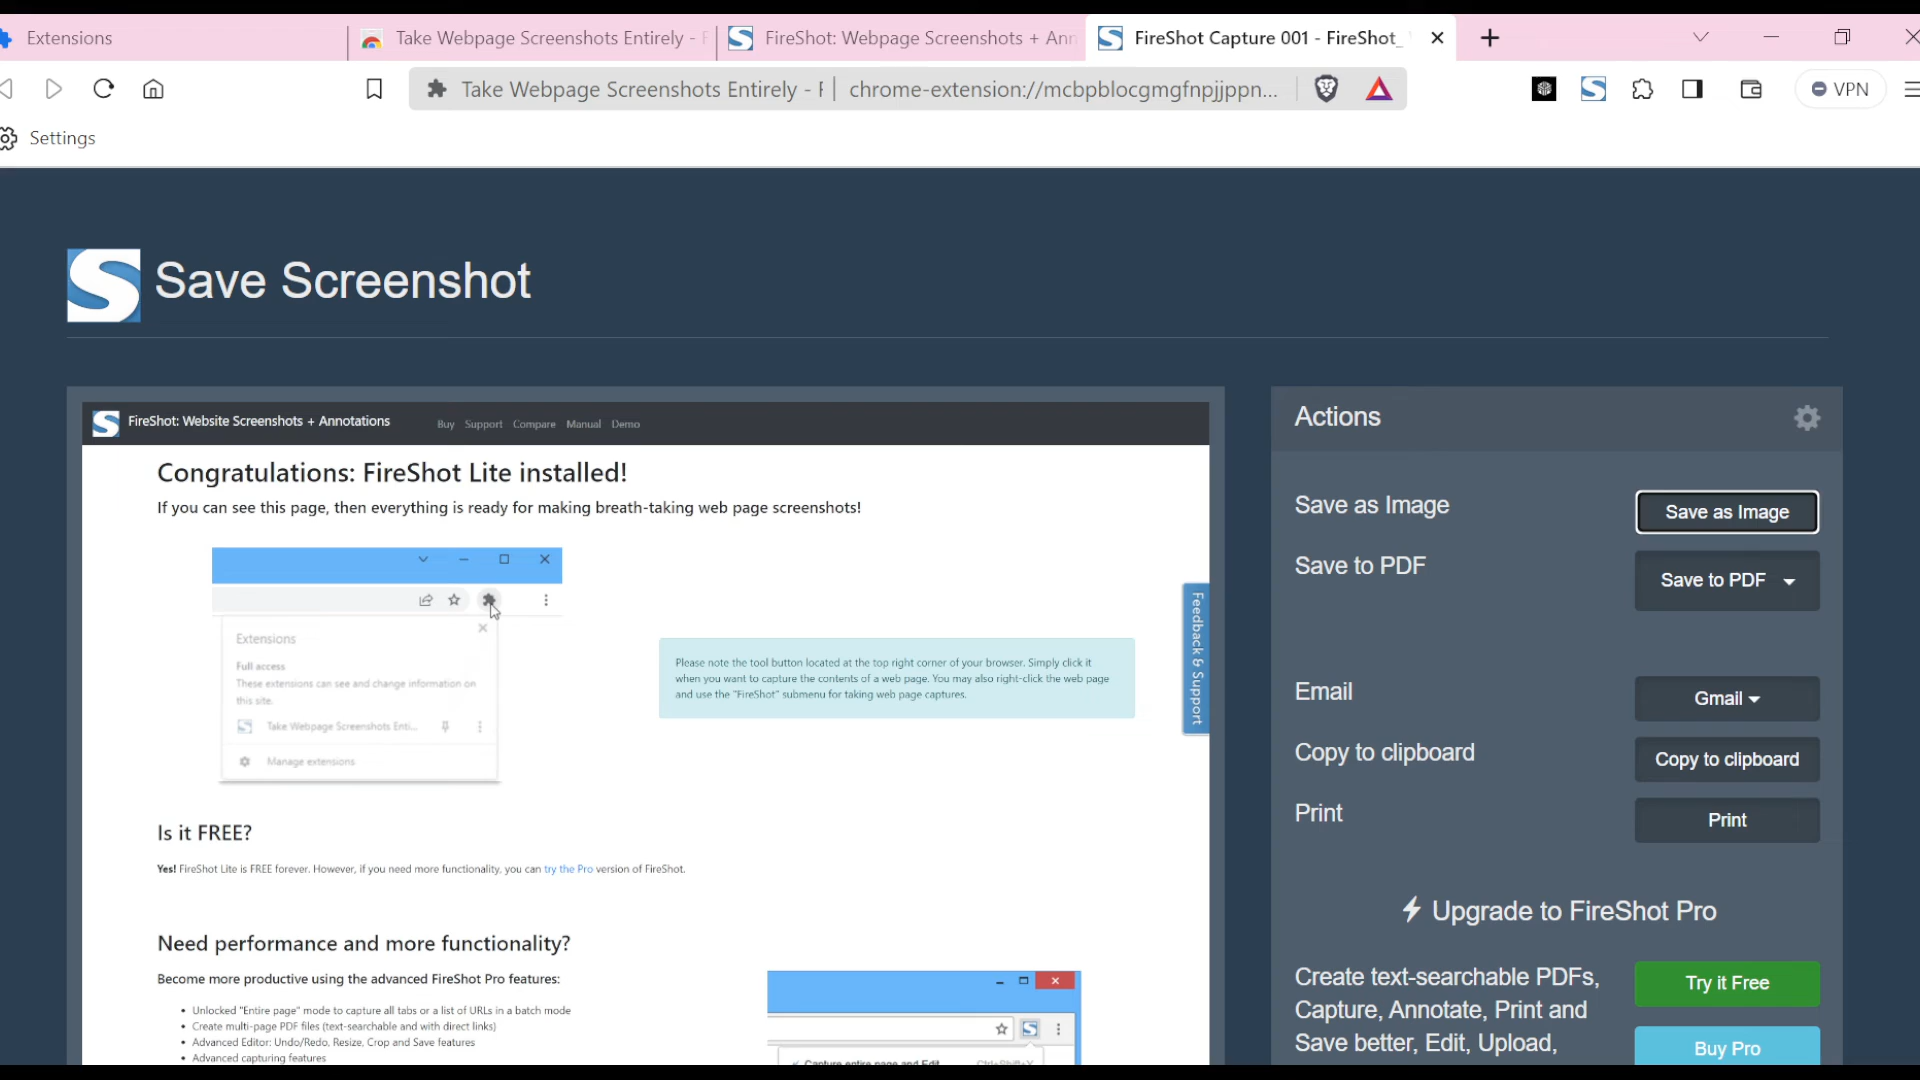 Extensions
Take Webpage Screenshots Entirely -
FireShot: Webpage Screenshots + Ann
FireShot Capture 001 - FireShot_
Take Webpage Screenshots Entirely - F
chrome-extension://mcbpblocgmgfnpjjppn...
VPN
Settings
Save Screenshot
FireShot: Website Screenshots + Annotations
Buy Support Compare Manual Demo
Congratulations: FireShot Lite installed!
If you can see this page, then everything is ready for making breath-taking web page screenshots!
Extensions
Full access
These extensions can see and change information on
this site.
Take Webpage Screenshots Enti...
Manage extensions
Please note the tool button located at the top right corner of your browser. Simply click it
when you want to capture the contents of a web page. You may also right-click the web page
and use the "FireShot" submenu for taking web page captures.
Feedback & Support
Is it FREE?
Yes! FireShot Lite is FREE forever. However, if you need more functionality, you can try the Pro version of FireShot.
Need performance and more functionality?
Become more productive using the advanced FireShot Pro features:
• Unlocked "Entire page" mode to capture all tabs or a list of URLs in a batch mode
• Create multi-page PDF files (text-searchable and with direct links)
• Advanced Editor: Undo/Redo, Resize, Crop and Save features
• Advanced capturing features
Capture entire page and Edit
Actions
Save as Image
Save as Image
Save to PDF
Save to PDF
Email
Gmail
Copy to clipboard
Copy to clipboard
Print
Print
Upgrade to FireShot Pro
Create text-searchable PDFs,
Capture, Annotate, Print and
Save better, Edit, Upload,
Try it Free
Buy Pro